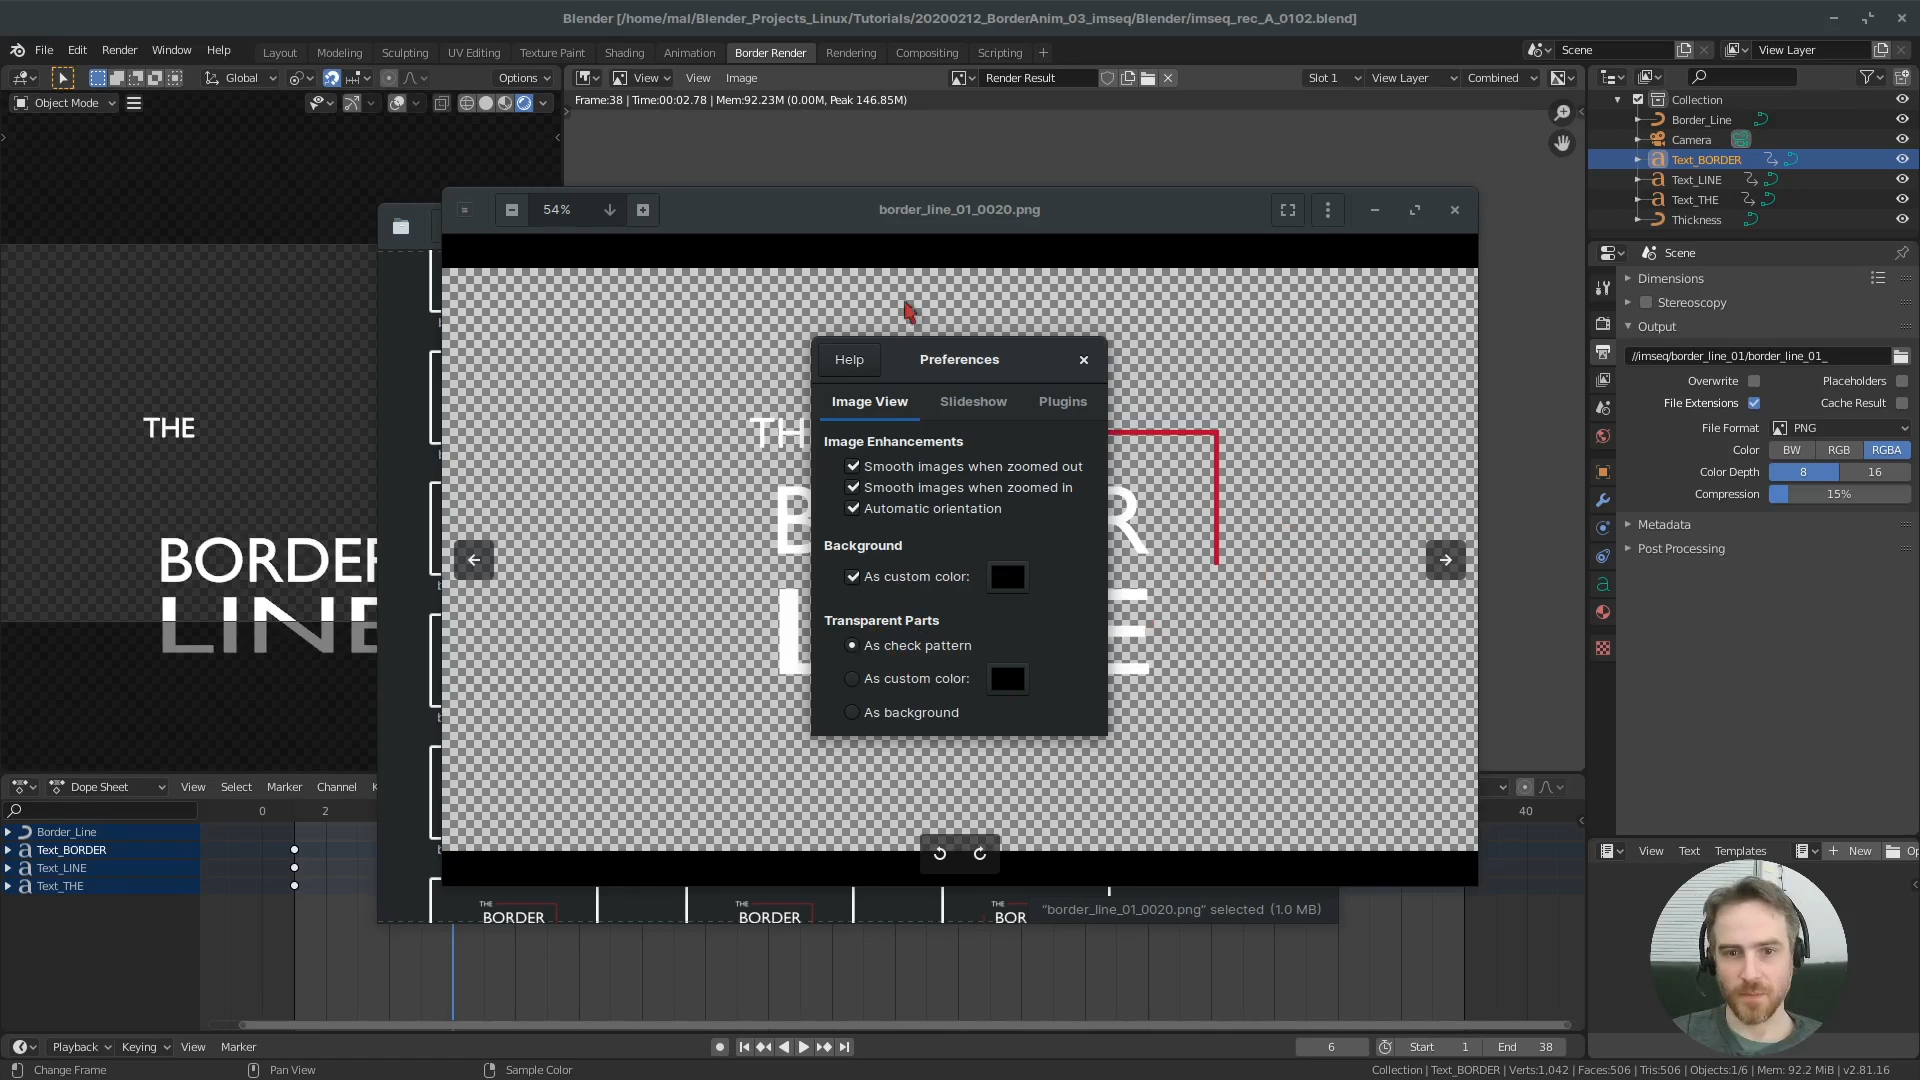 Blender [/home/mal/Blender_Projects_Linux/Tutorials/20200212_BorderAnim_03_imseq/Blender/imseq_rec_A_0102.blend]
File Edit Render Window Help
Layout Modeling Sculpting UV Editing Texture Paint Shading Animation Border Render Rendering Compositing Scripting
Scene
View Layer
Global
Options
View
View
Image
Render Result
Slot 1
View Layer
Combined
Object Mode
Frame:38 | Time:00:02.78 | Mem:92.23M (0.00M, Peak 146.85M)
Collection
Border_Line
Camera
Text_BORDER
Text_LINE
Text_THE
Thickness
54%
border_line_01_0020.png
Scene
Dimensions
Stereoscopy
Output
//imseq/border_line_01/border_line_01_
Overwrite
Placeholders
File Extensions
Cache Result
File Format
PNG
Color
BW
RGB
RGBA
Color Depth
8
16
Compression
15%
Metadata
Post Processing
Help
Preferences
Image View
Slideshow
Plugins
Image Enhancements
Smooth images when zoomed out
Smooth images when zoomed in
Automatic orientation
Background
As custom color:
Transparent Parts
As check pattern
As custom color:
As background
THE
BORDER
LINE
TH
B R
L E
Dope Sheet
View
Select
Marker
Channel
K
0
2
40
Border_Line
Text_BORDER
Text_LINE
Text_THE
THE
BORDER
THE
BORDER
THE
BOR
"border_line_01_0020.png" selected (1.0 MB)
View
Text
Templates
New
Op
Playback
Keying
View
Marker
6
Start 1
End 38
Change Frame
Pan View
Sample Color
Collection | Text_BORDER | Verts:1,042 | Faces:506 | Tris:506 | Objects:1/6 | Mem: 92.2 MiB | v2.81.16